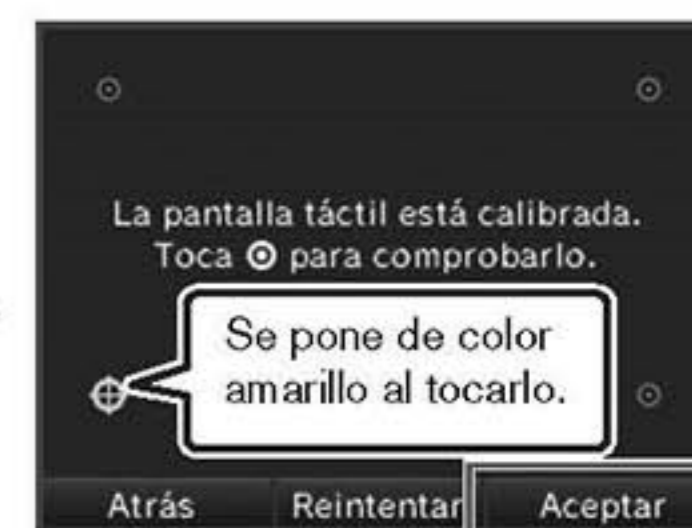 La pantalla táctil está calibrada.
Toca ⊙ para comprobarlo.
Se pone de color
amarillo al tocarlo.
Atrás Reintentar Aceptar